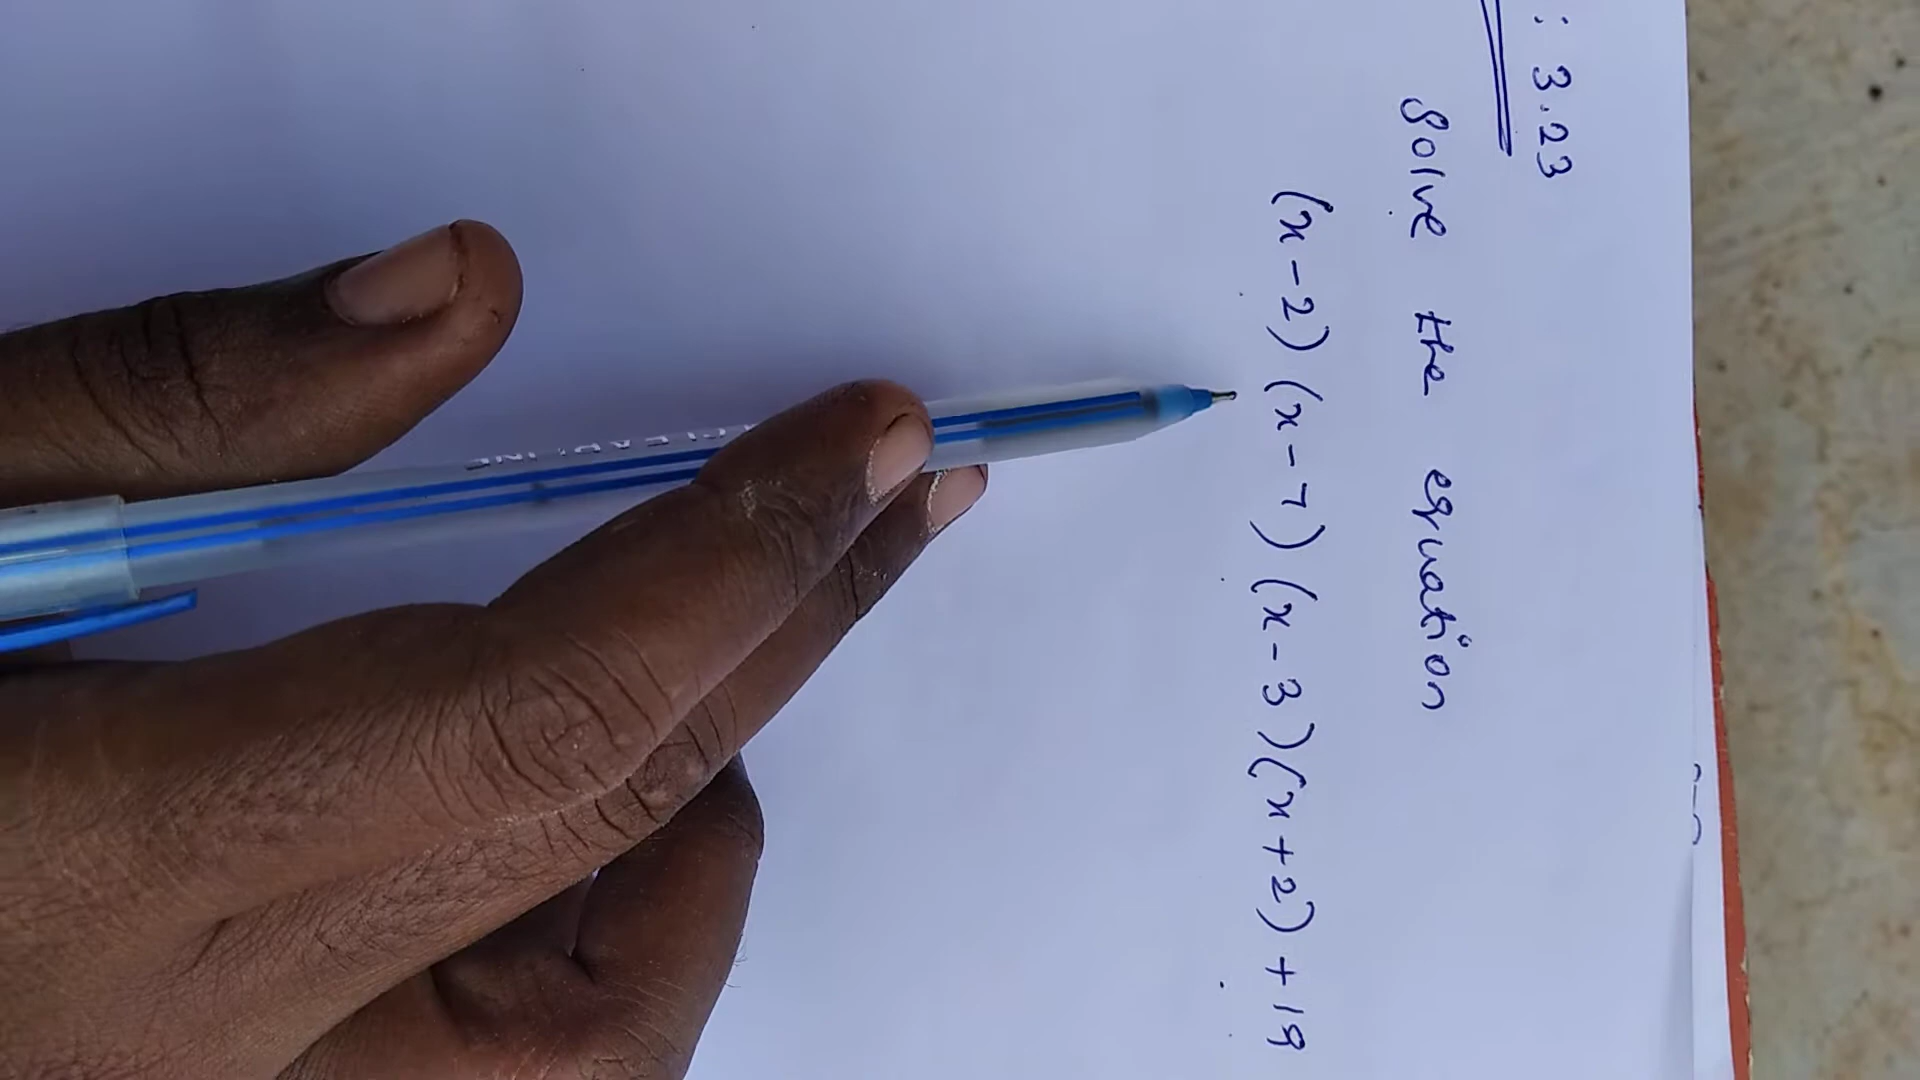 : 3.23
Solve the equation
(x-2)(x-7)(x-3)(x+2)+19